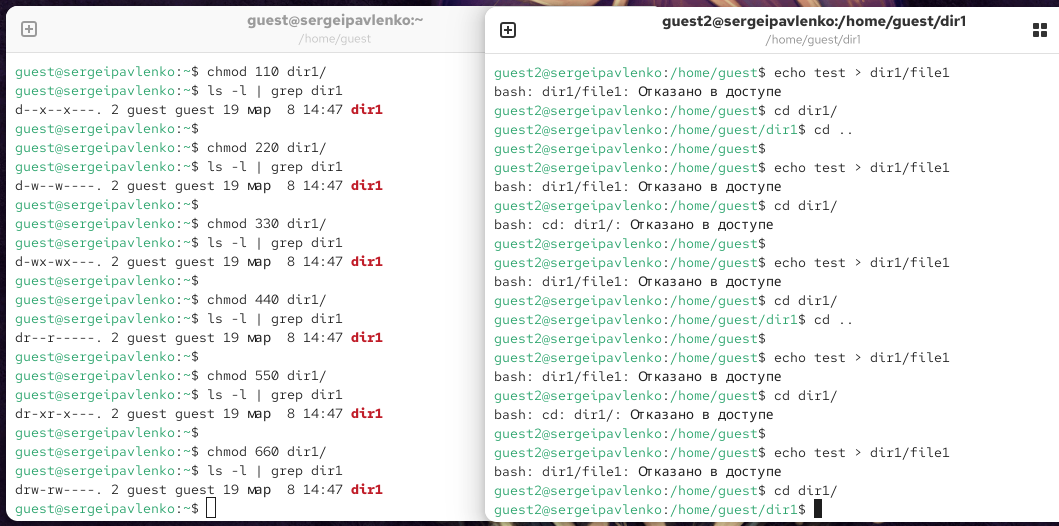 guest@sergeipavlenko:~
/home/guest
guest@sergeipavlenko:~$ chmod 110 dir1/
guest@sergeipavlenko:~$ ls -l | grep dir1
d--x--x---. 2 guest guest 19 мар  8 14:47 dir1
guest@sergeipavlenko:~$
guest@sergeipavlenko:~$ chmod 220 dir1/
guest@sergeipavlenko:~$ ls -l | grep dir1
d-w--w----. 2 guest guest 19 мар  8 14:47 dir1
guest@sergeipavlenko:~$
guest@sergeipavlenko:~$ chmod 330 dir1/
guest@sergeipavlenko:~$ ls -l | grep dir1
d-wx-wx---. 2 guest guest 19 мар  8 14:47 dir1
guest@sergeipavlenko:~$
guest@sergeipavlenko:~$ chmod 440 dir1/
guest@sergeipavlenko:~$ ls -l | grep dir1
dr--r-----. 2 guest guest 19 мар  8 14:47 dir1
guest@sergeipavlenko:~$
guest@sergeipavlenko:~$ chmod 550 dir1/
guest@sergeipavlenko:~$ ls -l | grep dir1
dr-xr-x---. 2 guest guest 19 мар  8 14:47 dir1
guest@sergeipavlenko:~$
guest@sergeipavlenko:~$ chmod 660 dir1/
guest@sergeipavlenko:~$ ls -l | grep dir1
drw-rw----. 2 guest guest 19 мар  8 14:47 dir1
guest@sergeipavlenko:~$
guest2@sergeipavlenko:/home/guest/dir1
/home/guest/dir1
guest2@sergeipavlenko:/home/guest$ echo test > dir1/file1
bash: dir1/file1: Отказано в доступе
guest2@sergeipavlenko:/home/guest$ cd dir1/
guest2@sergeipavlenko:/home/guest/dir1$ cd ..
guest2@sergeipavlenko:/home/guest$
guest2@sergeipavlenko:/home/guest$ echo test > dir1/file1
bash: dir1/file1: Отказано в доступе
guest2@sergeipavlenko:/home/guest$ cd dir1/
bash: cd: dir1/: Отказано в доступе
guest2@sergeipavlenko:/home/guest$
guest2@sergeipavlenko:/home/guest$ echo test > dir1/file1
bash: dir1/file1: Отказано в доступе
guest2@sergeipavlenko:/home/guest$ cd dir1/
guest2@sergeipavlenko:/home/guest/dir1$ cd ..
guest2@sergeipavlenko:/home/guest$
guest2@sergeipavlenko:/home/guest$ echo test > dir1/file1
bash: dir1/file1: Отказано в доступе
guest2@sergeipavlenko:/home/guest$ cd dir1/
bash: cd: dir1/: Отказано в доступе
guest2@sergeipavlenko:/home/guest$
guest2@sergeipavlenko:/home/guest$ echo test > dir1/file1
bash: dir1/file1: Отказано в доступе
guest2@sergeipavlenko:/home/guest$ cd dir1/
guest2@sergeipavlenko:/home/guest/dir1$